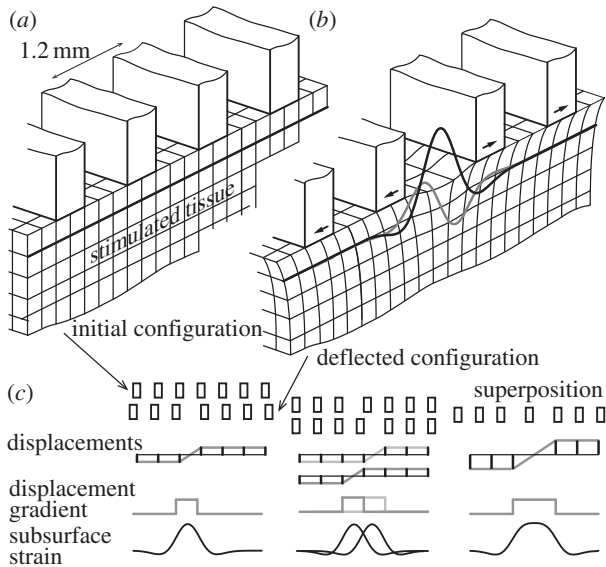 (a)
(b)
1.2 mm
stimulated tissue
initial configuration
deflected configuration
(c)
superposition
displacements
displacement
gradient
subsurface
strain